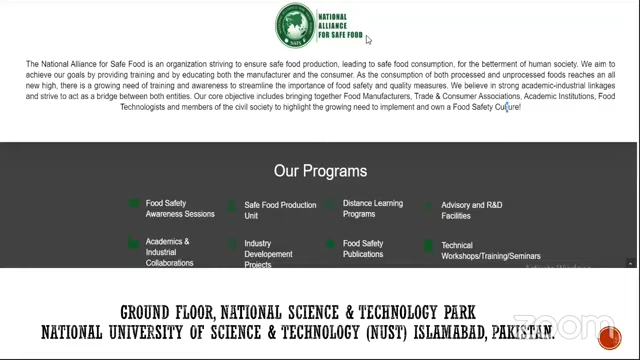 NATIONAL
ALLIANCE
FOR SAFE FOOD
The National Alliance for Safe Food is an organization striving to ensure safe food production, leading to safe food consumption, for the betterment of human society. We aim to
achieve our goals by providing training and by educating both the manufacturer and the consumer. As the consumption of both processed and unprocessed foods reaches an all
new high, there is a growing need of training and awareness to streamline the importance of food safety and quality measures. We believe in strong academic-industrial linkages
and strive to act as a bridge between both entities. Our core objective includes bringing together Food Manufacturers, Trade & Consumer Associations, Academic Institutions, Food
Technologists and members of the civil society to highlight the growing need to implement and own a Food Safety Culture!
Our Programs
Food Safety
Awareness Sessions
Safe Food Production
Unit
Distance Learning
Programs
Advisory and R&D
Facilities
Academics &
Industrial
Collaborations
Industry
Developement
Projects
Food Safety
Publications
Technical
Workshops/Training/Seminars
Activate Windows
GROUND FLOOR, NATIONAL SCIENCE & TECHNOLOGY PARK
NATIONAL UNIVERSITY OF SCIENCE & TECHNOLOGY (NUST) ISLAMABAD, PAKISTAN.
zoom